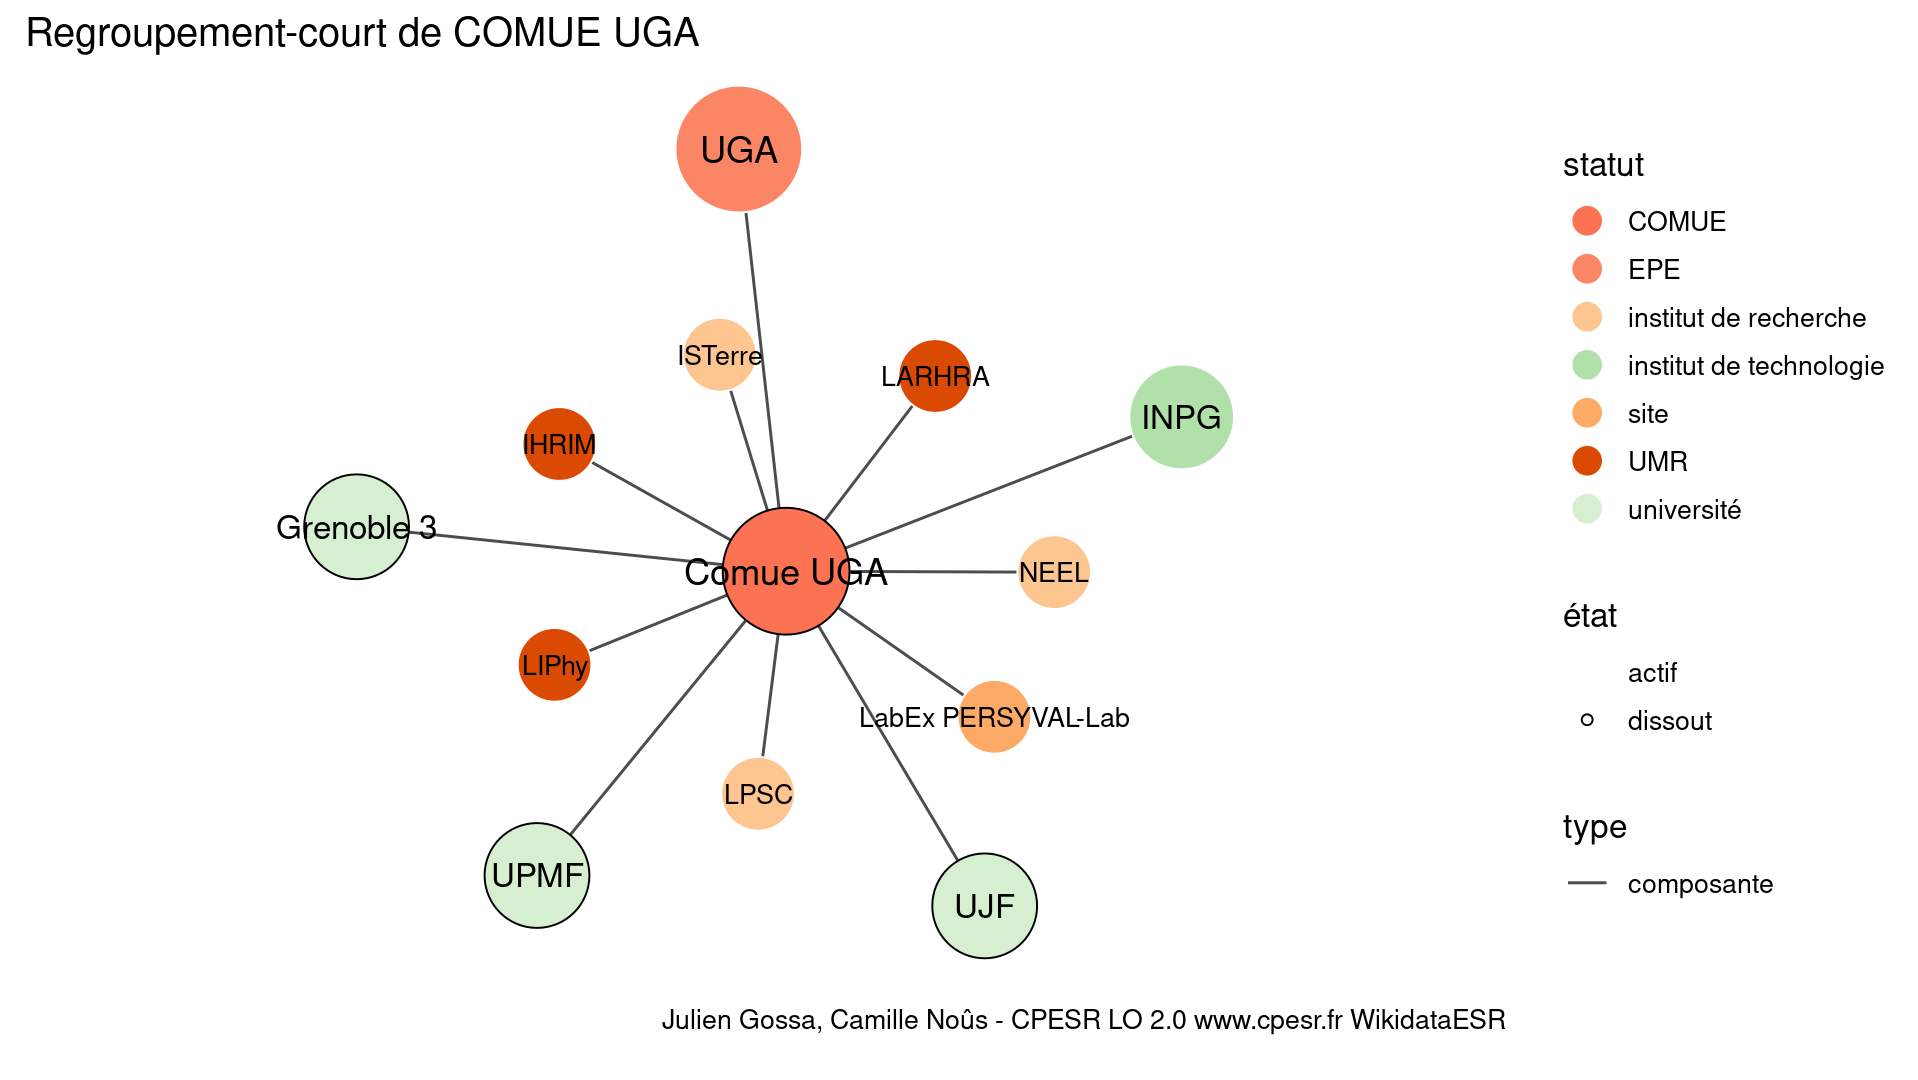 Regroupement-court de COMUE UGA
UGA
ISTerre
LARHRA
INPG
IHRIM
Grenoble 3
Comue UGA
NEEL
LIPhy
LabEx PERSYVAL-Lab
LPSC
UPMF
UJF
statut
COMUE
EPE
institut de recherche
institut de technologie
site
UMR
université
état
actif
dissout
type
composante
Julien Gossa, Camille Noûs - CPESR LO 2.0 www.cpesr.fr WikidataESR